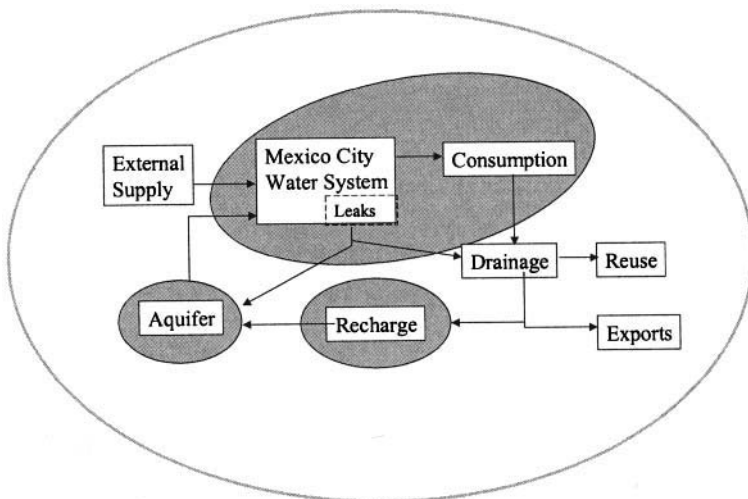 External
Supply
Mexico City
Water System
Leaks
Consumption
Drainage
Reuse
Aquifer
Recharge
Exports